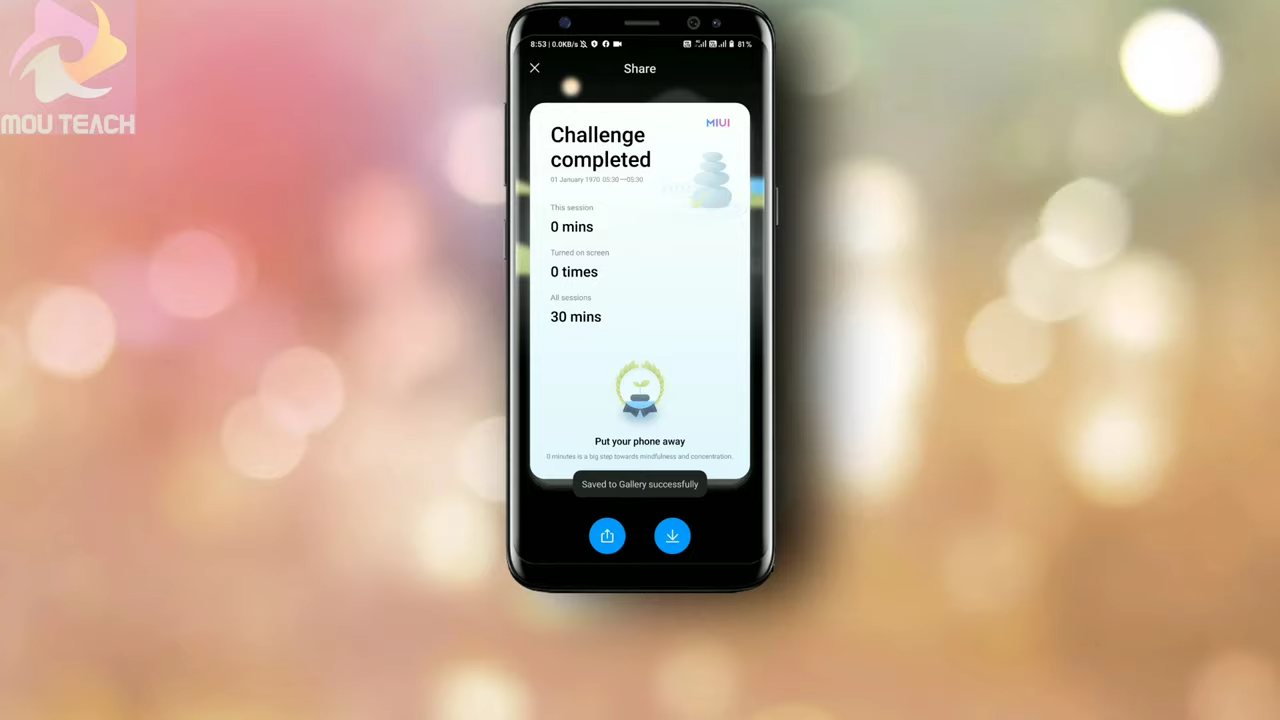 MOU TEACH
8:53 | 0.0KB/s
81%
Share
MIUI
Challenge
completed
01 January 1970 05:30—05:30
This session
0 mins
Turned on screen
0 times
All sessions
30 mins
Put your phone away
0 minutes is a big step towards mindfulness and concentration.
Saved to Gallery successfully